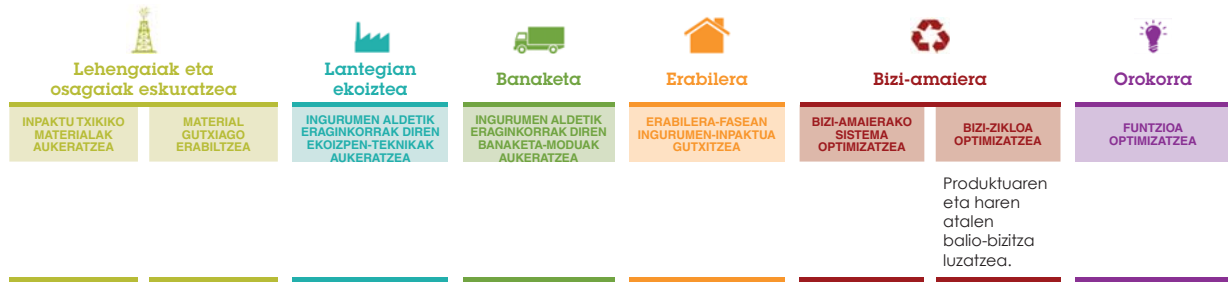 Lehengaiak eta
osagaiak eskuratzea
Lantegian
ekoiztea
Banaketa
Erabilera
Bizi-amaiera
Orokorra
INPAKTU TXIKIKO
MATERIALAK
AUKERATZEA
MATERIAL
GUTXIAGO
ERABILTZEA
INGURUMEN ALDETIK
ERAGINKORRAK DIREN
EKOIZPEN-TEKNIKAK
AUKERATZEA
INGURUMEN ALDETIK
ERAGINKORRAK DIREN
BANAKETA-MODUAK
AUKERATZEA
ERABILERA-FASEAN
INGURUMEN-INPAKTUA
GUTXITZEA
BIZI-AMAIERAKO
SISTEMA
OPTIMIZATZEA
BIZI-ZIKLOA
OPTIMIZATZEA
FUNTZIOA
OPTIMIZATZEA
Produktuaren
eta haren
atalen
balio-bizitza
luzatzea.